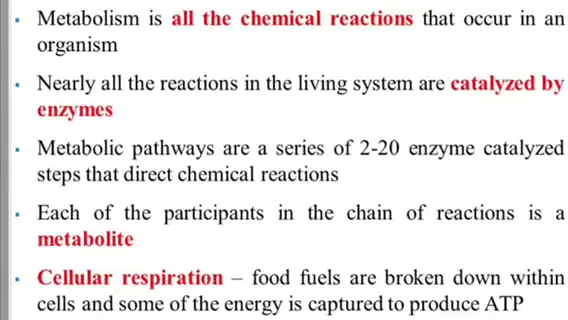 ▪ Metabolism is all the chemical reactions that occur in an
organism
▪ Nearly all the reactions in the living system are catalyzed by
enzymes
▪ Metabolic pathways are a series of 2-20 enzyme catalyzed
steps that direct chemical reactions
▪ Each of the participants in the chain of reactions is a
metabolite
▪ Cellular respiration – food fuels are broken down within
cells and some of the energy is captured to produce ATP